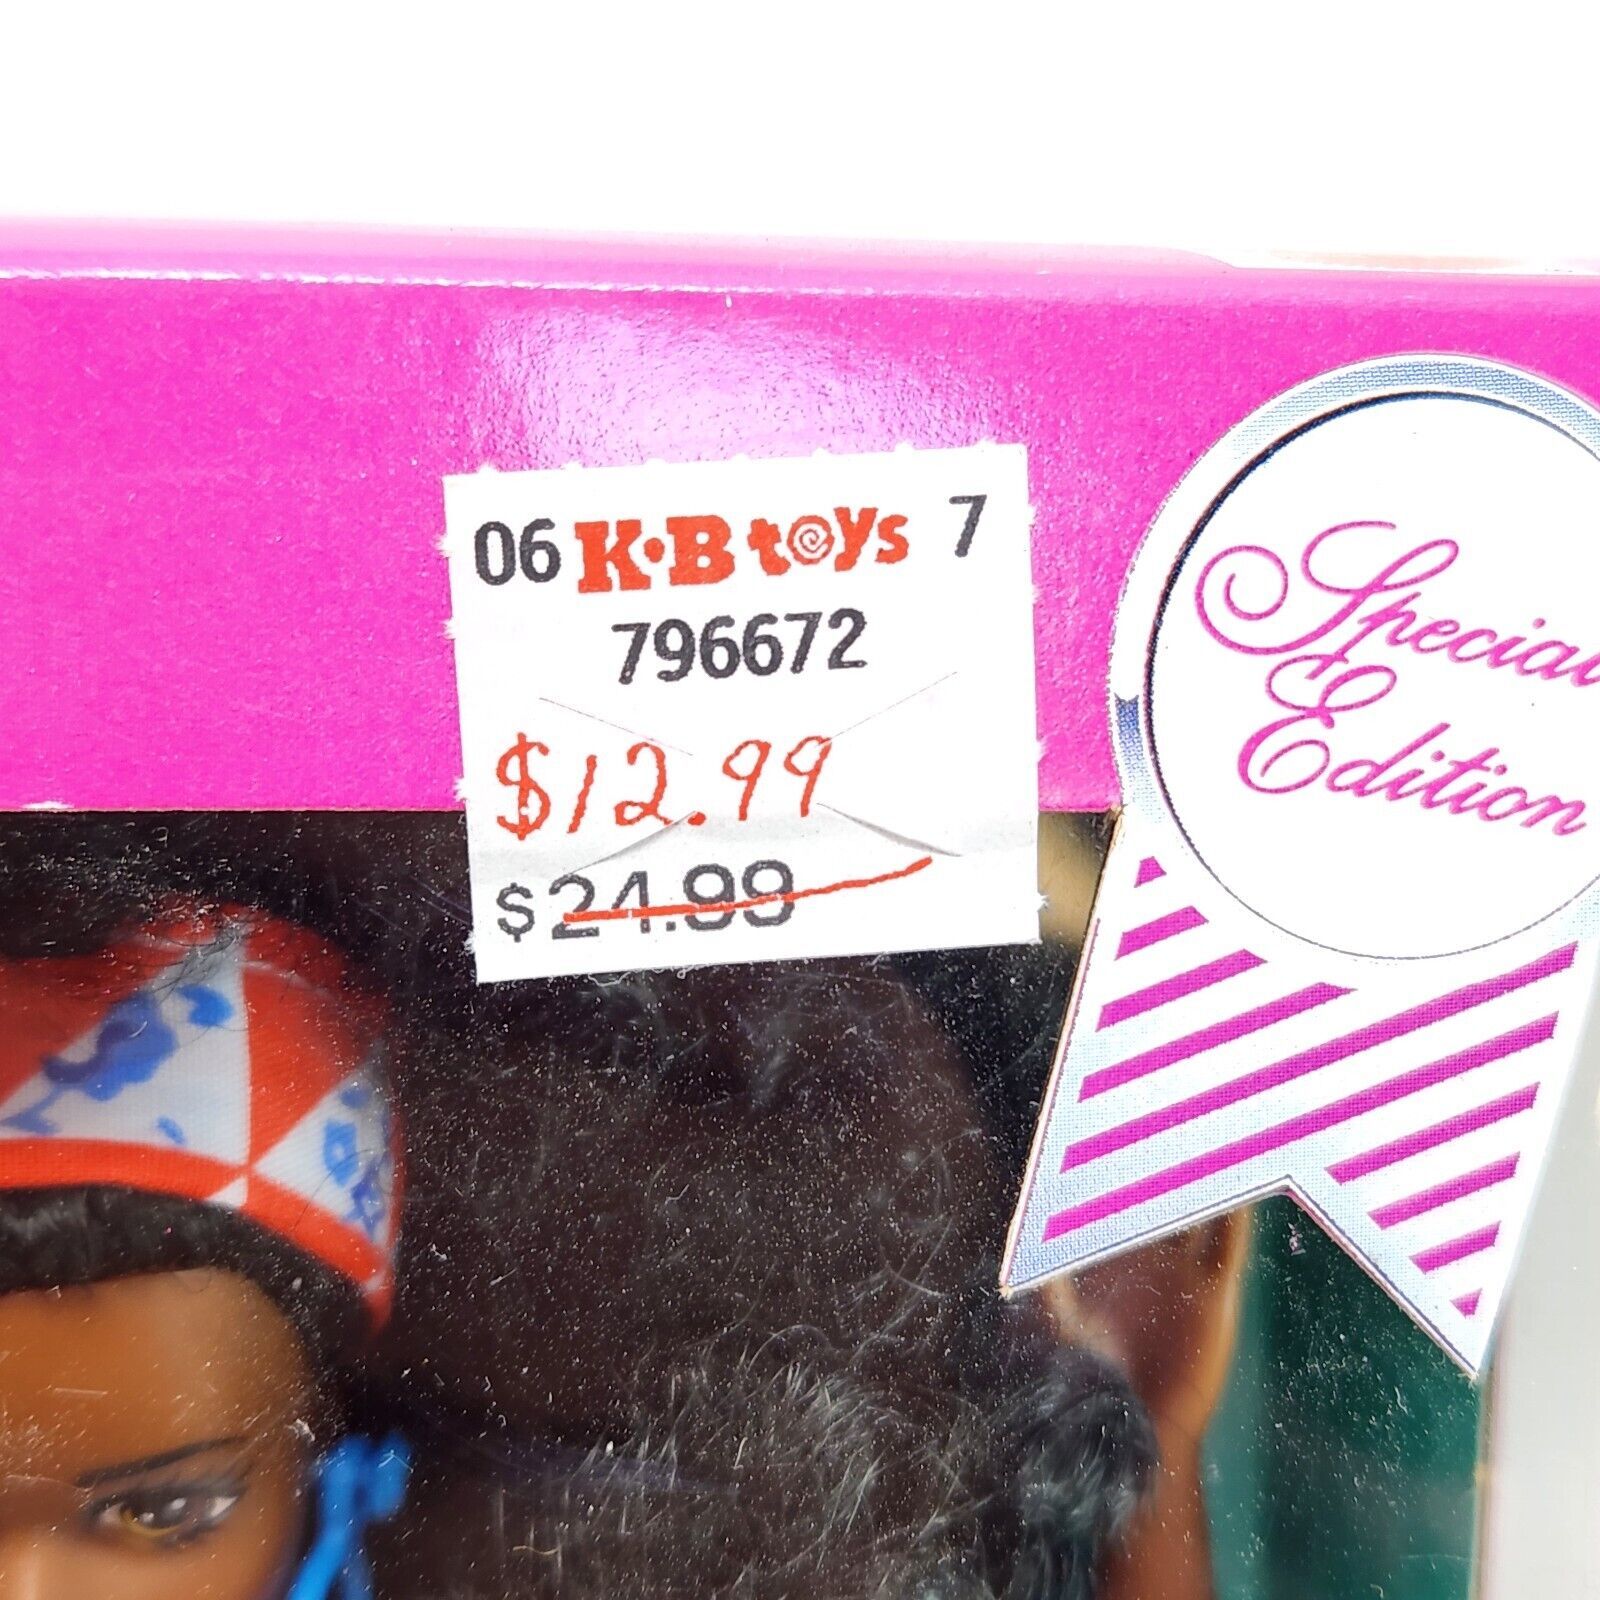 06 K·B toys 7
796672
$12.99
$24.99
Special
Edition